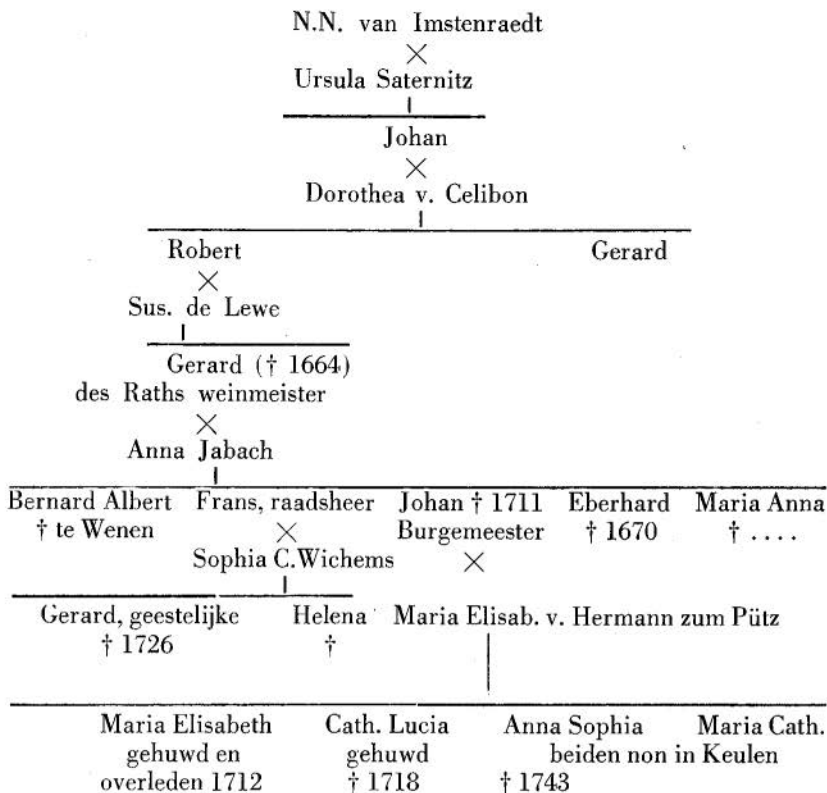 N.N. van Imstenraedt
×
Ursula Saternitz
Johan
×
Dorothea v. Celibon
Robert Gerard
×
Sus. de Lewe
Gerard († 1664)
des Raths weinmeister
×
Anna Jabach
Bernard Albert Frans, raadsheer Johan † 1711 Eberhard Maria Anna
† te Wenen × Burgemeester † 1670 † ....
Sophia C.Wichems ×
Gerard, geestelijke Helena Maria Elisab. v. Hermann zum Pütz
† 1726 †
Maria Elisabeth Cath. Lucia Anna Sophia Maria Cath.
gehuwd en gehuwd beiden non in Keulen
overleden 1712 † 1718 † 1743